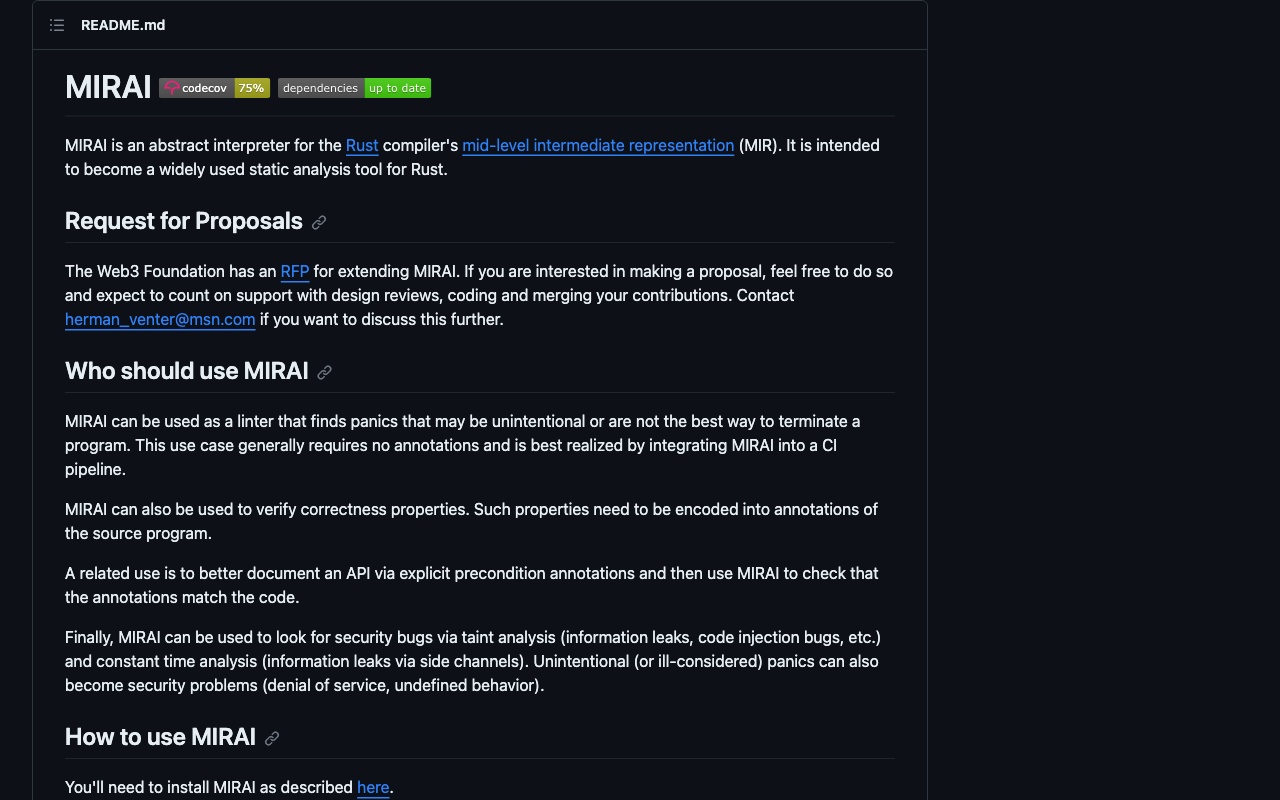 README.md
MIRAI codecov 75% dependencies up to date
MIRAI is an abstract interpreter for the Rust compiler's mid-level intermediate representation (MIR). It is intended
to become a widely used static analysis tool for Rust.
Request for Proposals
The Web3 Foundation has an RFP for extending MIRAI. If you are interested in making a proposal, feel free to do so
and expect to count on support with design reviews, coding and merging your contributions. Contact
herman_venter@msn.com if you want to discuss this further.
Who should use MIRAI
MIRAI can be used as a linter that finds panics that may be unintentional or are not the best way to terminate a
program. This use case generally requires no annotations and is best realized by integrating MIRAI into a CI
pipeline.
MIRAI can also be used to verify correctness properties. Such properties need to be encoded into annotations of
the source program.
A related use is to better document an API via explicit precondition annotations and then use MIRAI to check that
the annotations match the code.
Finally, MIRAI can be used to look for security bugs via taint analysis (information leaks, code injection bugs, etc.)
and constant time analysis (information leaks via side channels). Unintentional (or ill-considered) panics can also
become security problems (denial of service, undefined behavior).
How to use MIRAI
You'll need to install MIRAI as described here.